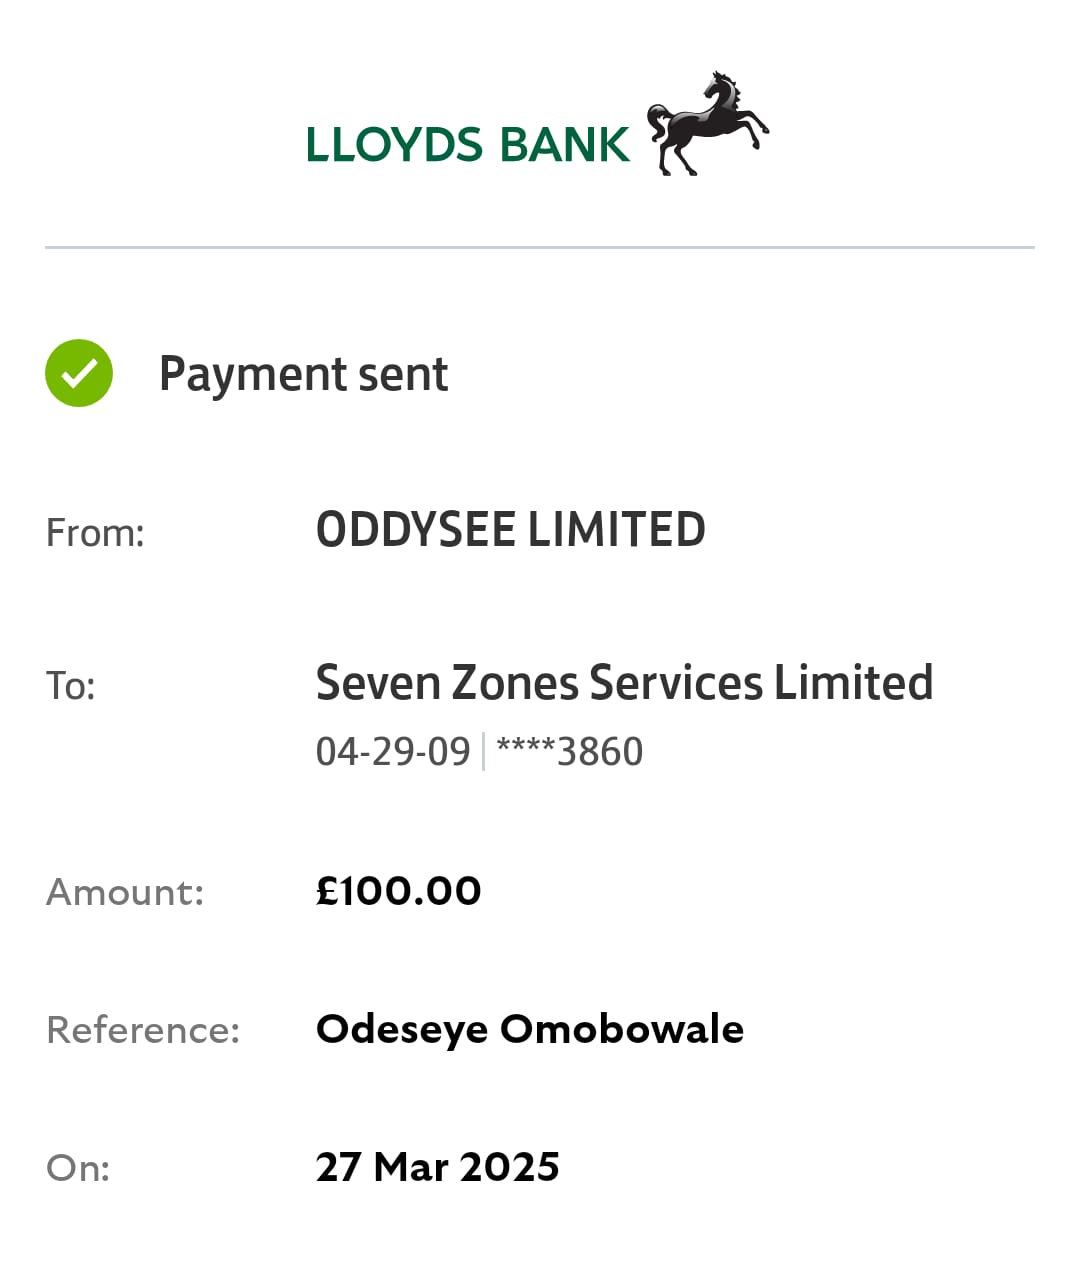 LLOYDS BANK
Payment sent
From: ODDYSEE LIMITED
To: Seven Zones Services Limited
04-29-09 | ****3860
Amount: £100.00
Reference: Odeseye Omobowale
On: 27 Mar 2025